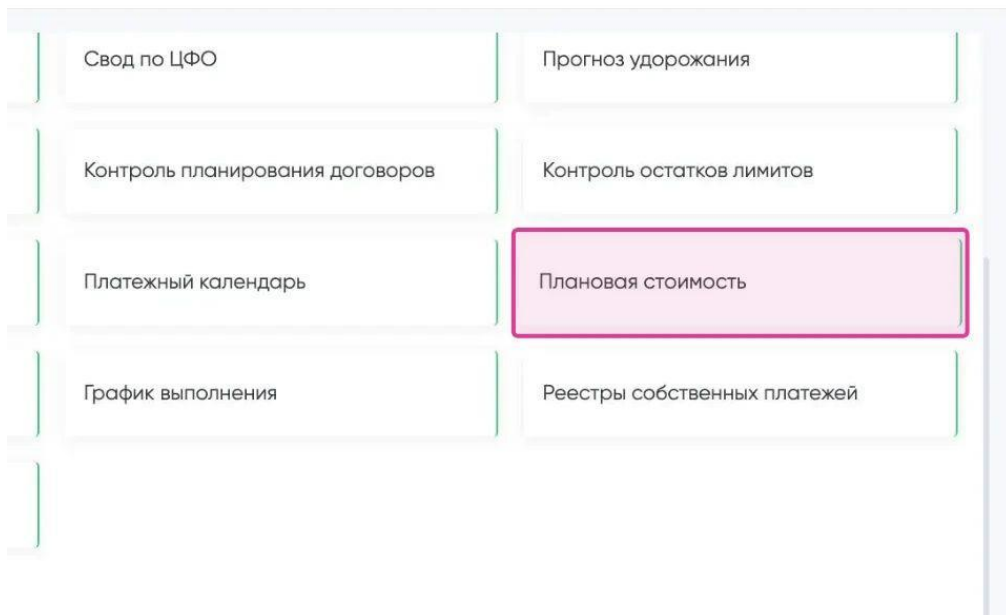 Свод по ЦФО
Прогноз удорожания
Контроль планирования договоров
Контроль остатков лимитов
Платежный календарь
Плановая стоимость
График выполнения
Реестры собственных платежей